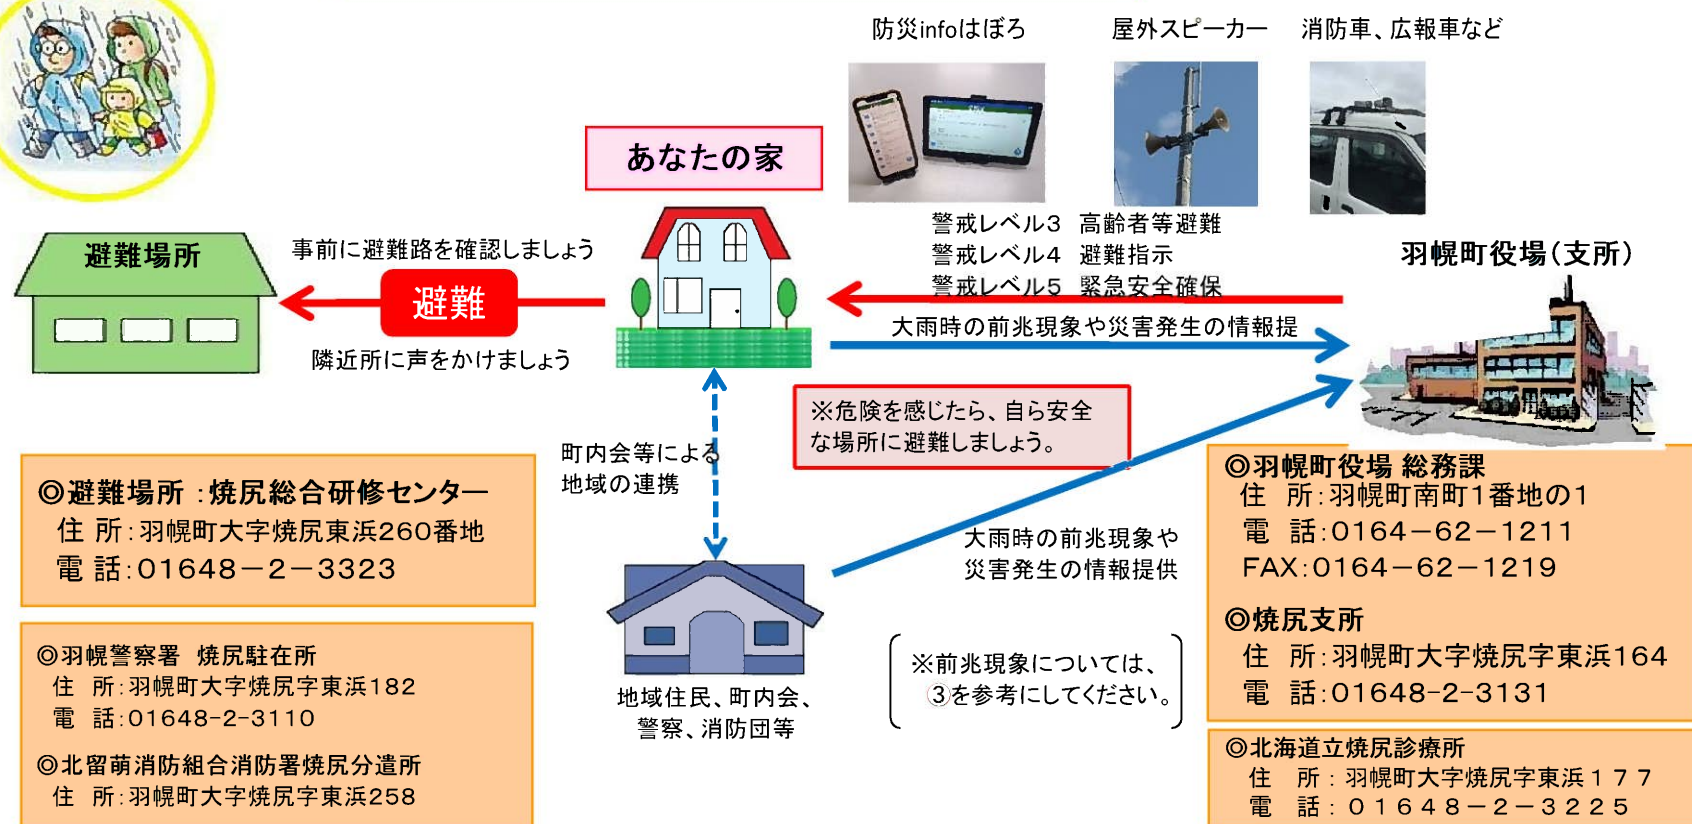 防災infoはぼろ
屋外スピーカー
消防車、広報車など
あなたの家
警戒レベル3 高齢者等避難
警戒レベル4 避難指示
警戒レベル5 緊急安全確保
羽幌町役場(支所)
避難場所
事前に避難路を確認しましょう
避難
隣近所に声をかけましょう
大雨時の前兆現象や災害発生の情報提
※危険を感じたら、自ら安全
な場所に避難しましょう。
町内会等による
地域の連携
大雨時の前兆現象や
災害発生の情報提供
地域住民、町内会、
警察、消防団等
※前兆現象については、
③を参考にしてください。
◎避難場所:焼尻総合研修センター
住 所:羽幌町大字焼尻東浜260番地
電 話:01648-2-3323
◎羽幌警察署 焼尻駐在所
住 所:羽幌町大字焼尻字東浜182
電 話:01648-2-3110
◎北留萌消防組合消防署焼尻分遣所
住 所:羽幌町大字焼尻字東浜258
◎羽幌町役場 総務課
住 所:羽幌町南町1番地の1
電 話:0164-62-1211
FAX:0164-62-1219
◎焼尻支所
住 所:羽幌町大字焼尻字東浜164
電 話:01648-2-3131
◎北海道立焼尻診療所
住 所:羽幌町大字焼尻字東浜177
電 話:01648-2-3225